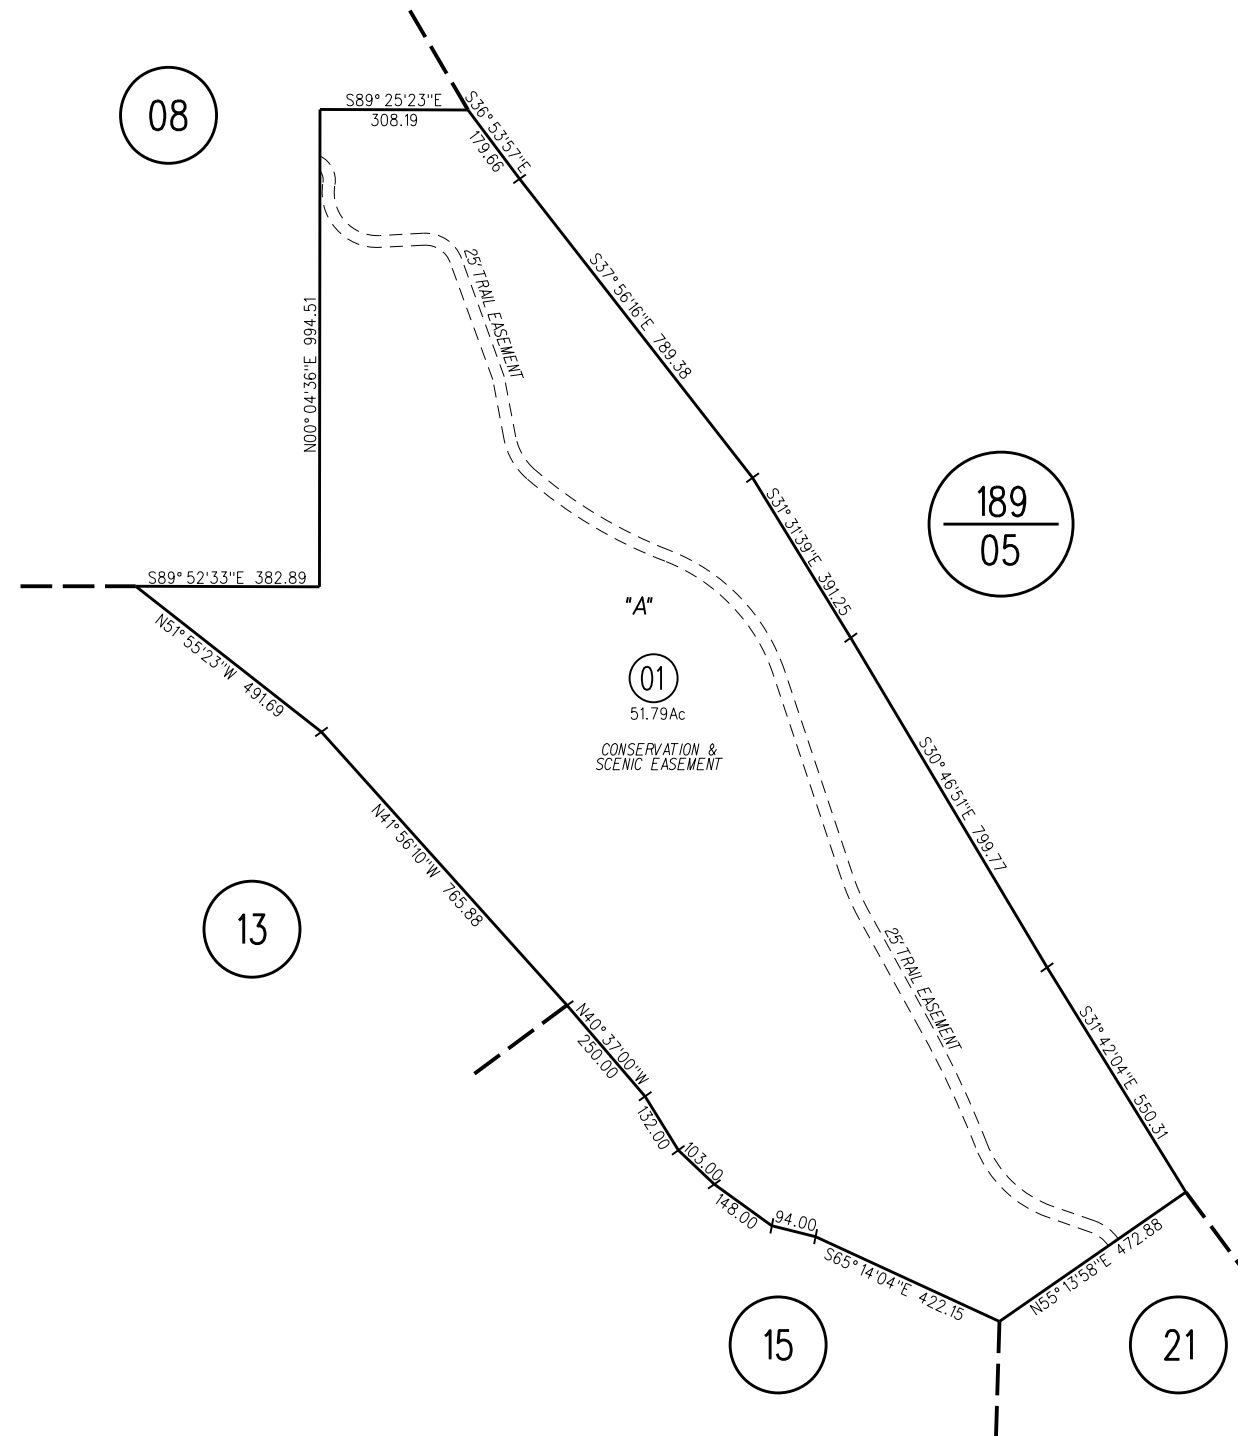 08
S89°25'23"E
308.19
S36°53'57"E
179.66
25' TRAIL EASEMENT
S37°56'16"E 789.38
N00°04'36"E 994.51
189
05
S31°31'39"E 391.25
S89°52'33"E 382.89
"A"
N51°55'23"W 491.69
01
51.79Ac
CONSERVATION &
SCENIC EASEMENT
S30°46'51"E 799.77
N41°56'10"W 765.88
13
25' TRAIL EASEMENT
N40°37'00"W
250.00
S31°42'04"E 550.31
132.00
103.00
148.00
94.00
S65°14'04"E 422.15
N55°13'58"E 472.88
15
21